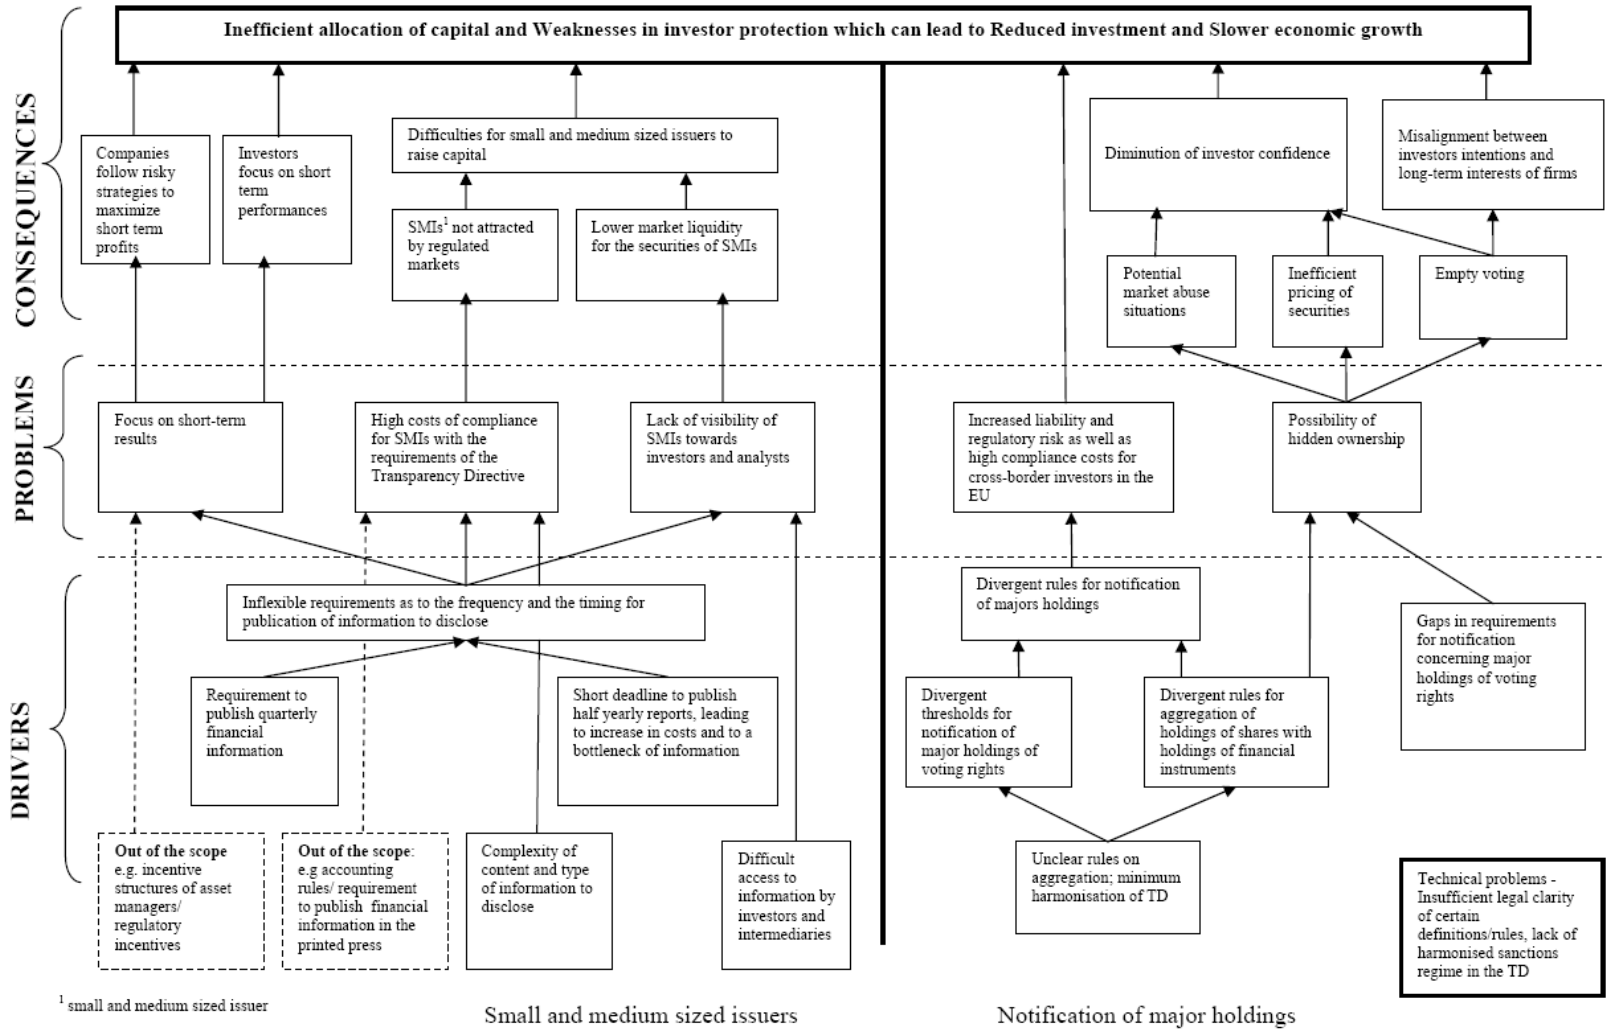 Inefficient allocation of capital and Weaknesses in investor protection which can lead to Reduced investment and Slower economic growth
CONSEQUENCES
Companies
follow risky
strategies to
maximize
short term
profits
Investors
focus on short
term
performances
Difficulties for small and medium sized issuers to
raise capital
SMIs¹ not attracted
by regulated
markets
Lower market liquidity
for the securities of SMIs
Diminution of investor confidence
Misalignment between
investors intentions and
long-term interests of firms
Potential
market abuse
situations
Inefficient
pricing of
securities
Empty voting
PROBLEMS
Focus on short-term
results
High costs of compliance
for SMIs with the
requirements of the
Transparency Directive
Lack of visibility of
SMIs towards
investors and analysts
Increased liability and
regulatory risk as well as
high compliance costs for
cross-border investors in the
EU
Possibility of
hidden ownership
DRIVERS
Inflexible requirements as to the frequency and the timing for
publication of information to disclose
Divergent rules for notification
of majors holdings
Gaps in requirements
for notification
concerning major
holdings of voting
rights
Requirement to
publish quarterly
financial
information
Short deadline to publish
half yearly reports, leading
to increase in costs and to a
bottleneck of information
Divergent
thresholds for
notification of
major holdings of
voting rights
Divergent rules for
aggregation of
holdings of shares with
holdings of financial
instruments
Out of the scope
e.g. incentive
structures of asset
managers/
regulatory
incentives
Out of the scope:
e.g accounting
rules/ requirement
to publish financial
information in the
printed press
Complexity of
content and type
of information to
disclose
Difficult
access to
information by
investors and
intermediaries
Unclear rules on
aggregation; minimum
harmonisation of TD
Technical problems -
Insufficient legal clarity
of certain
definitions/rules, lack of
harmonised sanctions
regime in the TD
¹ small and medium sized issuer
Small and medium sized issuers
Notification of major holdings